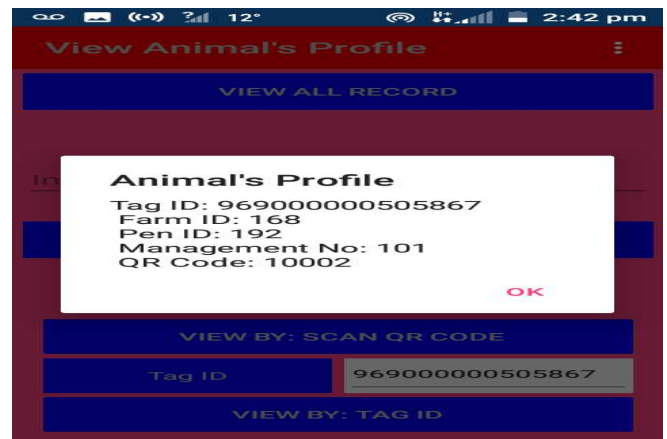 12° 2:42 pm
View Animal's Profile
VIEW ALL RECORD
In
Animal's Profile
Tag ID: 969000000505867
Farm ID: 168
Pen ID: 192
Management No: 101
QR Code: 10002
OK
VIEW BY: SCAN QR CODE
Tag ID 969000000505867
VIEW BY: TAG ID